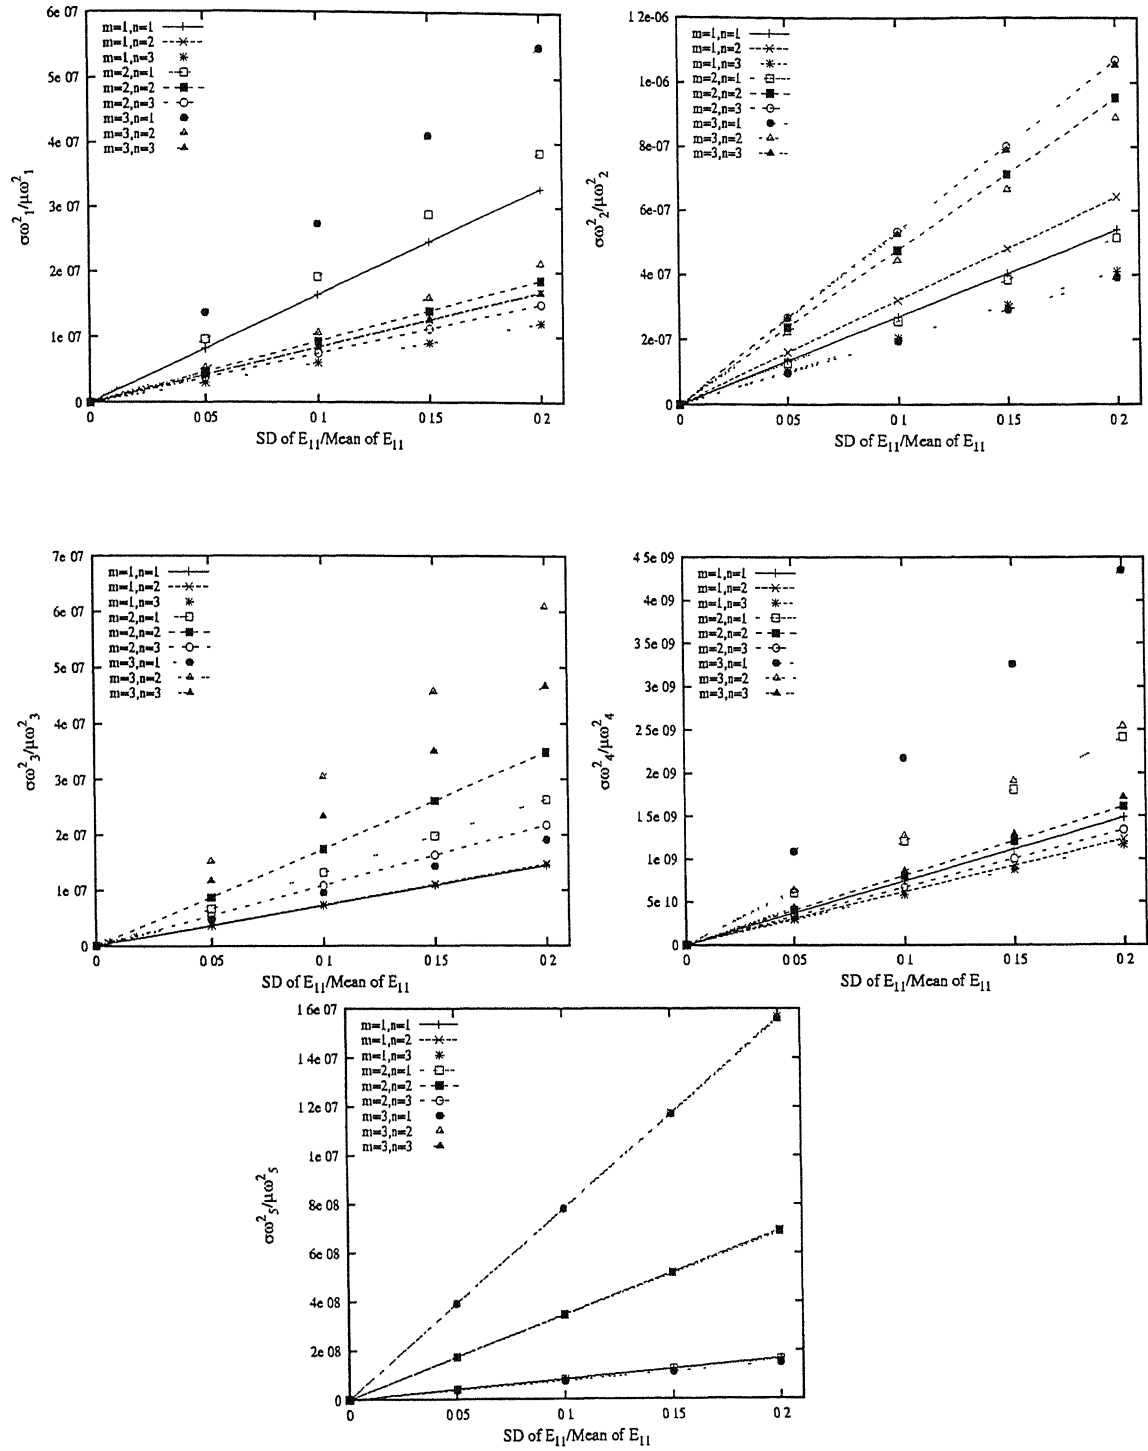 6e 07
5e 07
4e 07
3e 07
2e 07
1e 07
0
σω²₁/μω²₁
m=1,n=1
m=1,n=2
m=1,n=3
m=2,n=1
m=2,n=2
m=2,n=3
m=3,n=1
m=3,n=2
m=3,n=3
0 0 05 0 1 0 15 0 2
SD of E₁₁/Mean of E₁₁
1 2e-06
1e-06
8e-07
6e-07
4e 07
2e-07
0
σω²₂/μω²₂
m=1,n=1
m=1,n=2
m=1,n=3
m=2,n=1
m=2,n=2
m=2,n=3
m=3,n=1
m=3,n=2
m=3,n=3
0 0 05 0 1 0 15 0 2
SD of E₁₁/Mean of E₁₁
7e 07
6e 07
5e 07
4e 07
3e 07
2e 07
1e 07
0
σω²₃/μω²₃
m=1,n=1
m=1,n=2
m=1,n=3
m=2,n=1
m=2,n=2
m=2,n=3
m=3,n=1
m=3,n=2
m=3,n=3
0 0 05 0 1 0 15 0 2
SD of E₁₁/Mean of E₁₁
4 5e 09
4e 09
3 5e 09
3e 09
2 5e 09
2e 09
1 5e 09
1e 09
5e 10
0
σω²₄/μω²₄
m=1,n=1
m=1,n=2
m=1,n=3
m=2,n=1
m=2,n=2
m=2,n=3
m=3,n=1
m=3,n=2
m=3,n=3
0 0 05 0 1 0 15 0 2
SD of E₁₁/Mean of E₁₁
1 6e 07
1 4e 07
1 2e 07
1e 07
8e 08
6e 08
4e 08
2e 08
0
σω²₅/μω²₅
m=1,n=1
m=1,n=2
m=1,n=3
m=2,n=1
m=2,n=2
m=2,n=3
m=3,n=1
m=3,n=2
m=3,n=3
0 0 05 0 1 0 15 0 2
SD of E₁₁/Mean of E₁₁